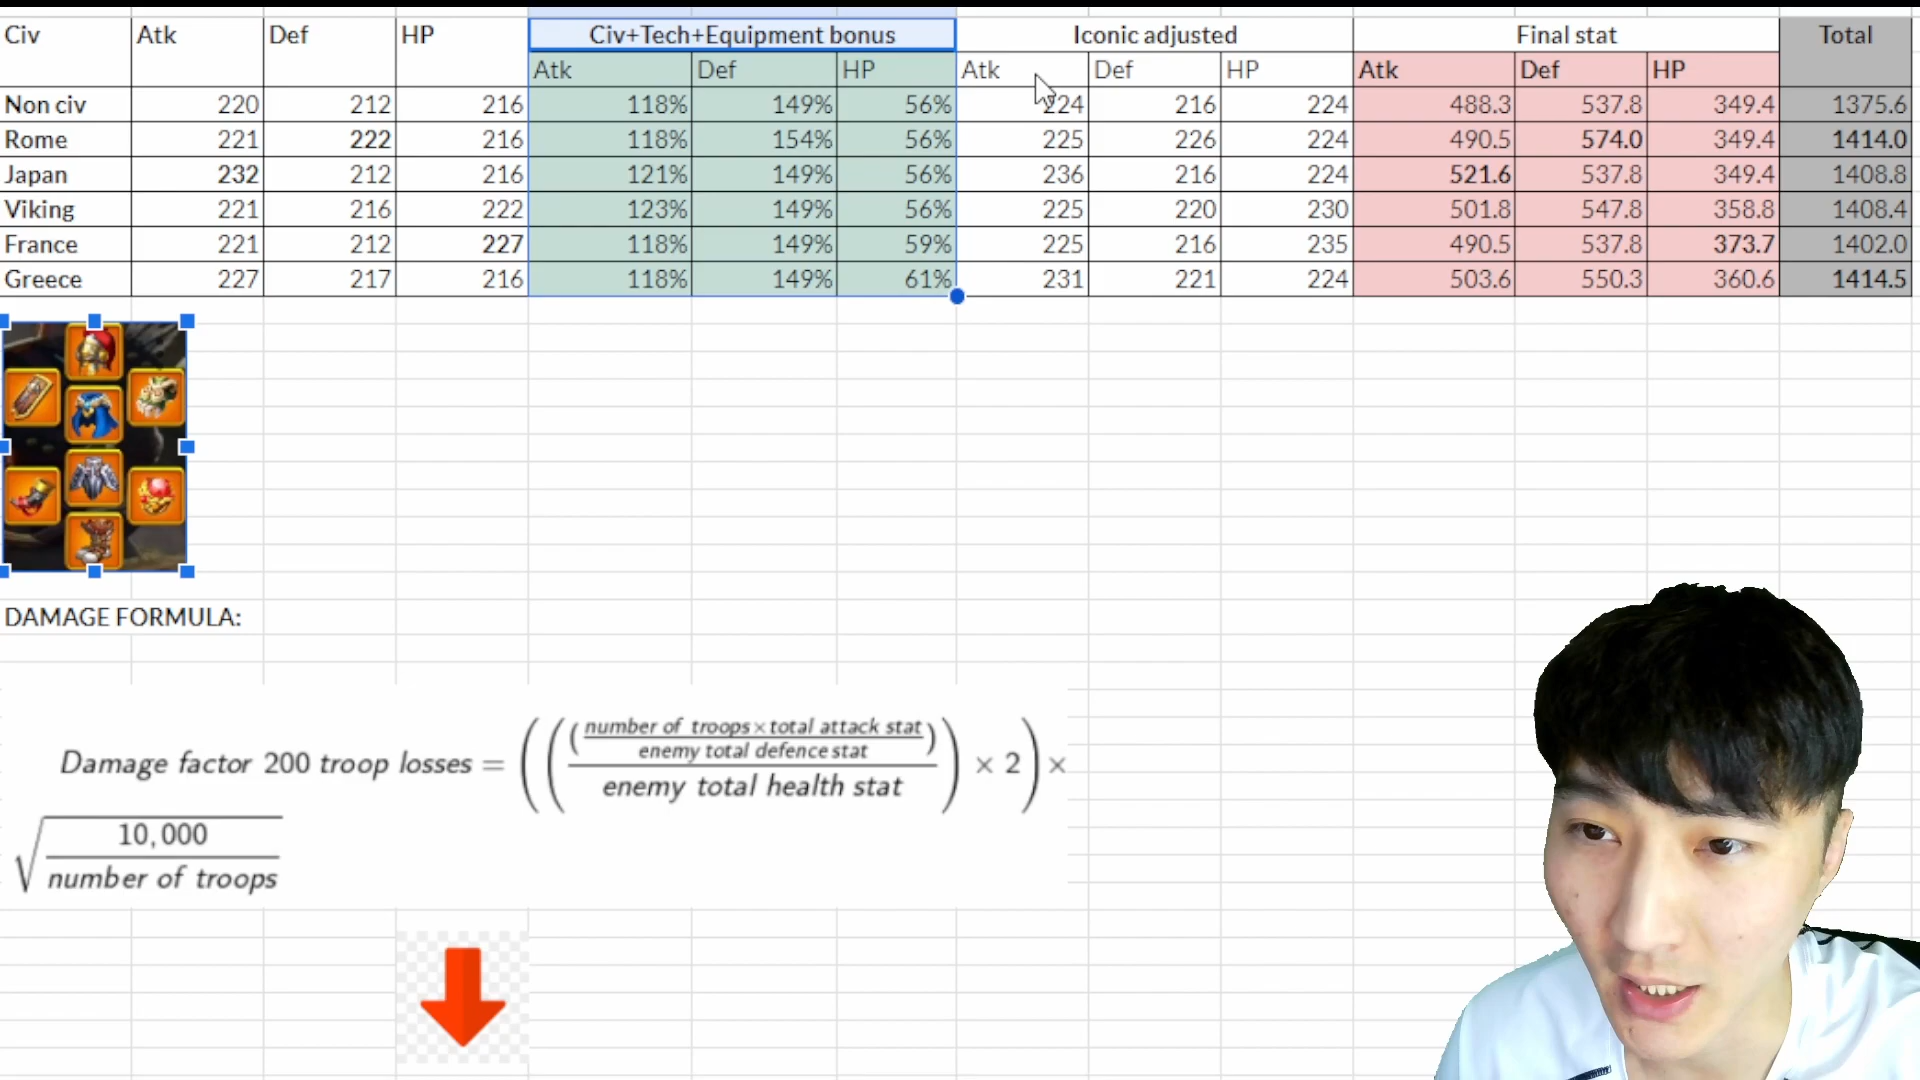 Civ Atk Def HP Civ+Tech+Equipment bonus Iconic adjusted Final stat Total
Atk Def HP Atk Def HP Atk Def HP
Non civ 220 212 216 118% 149% 56% 224 216 224 488.3 537.8 349.4 1375.6
Rome 221 222 216 118% 154% 56% 225 226 224 490.5 574.0 349.4 1414.0
Japan 232 212 216 121% 149% 56% 236 216 224 521.6 537.8 349.4 1408.8
Viking 221 216 222 123% 149% 56% 225 220 230 501.8 547.8 358.8 1408.4
France 221 212 227 118% 149% 59% 225 216 235 490.5 537.8 373.7 1402.0
Greece 227 217 216 118% 149% 61% 231 221 224 503.6 550.3 360.6 1414.5
DAMAGE FORMULA:
number of troops×total attack stat
enemy total defence stat
Damage factor 200 troop losses = ((( ) ) × 2) ×
enemy total health stat
√ 10,000
number of troops